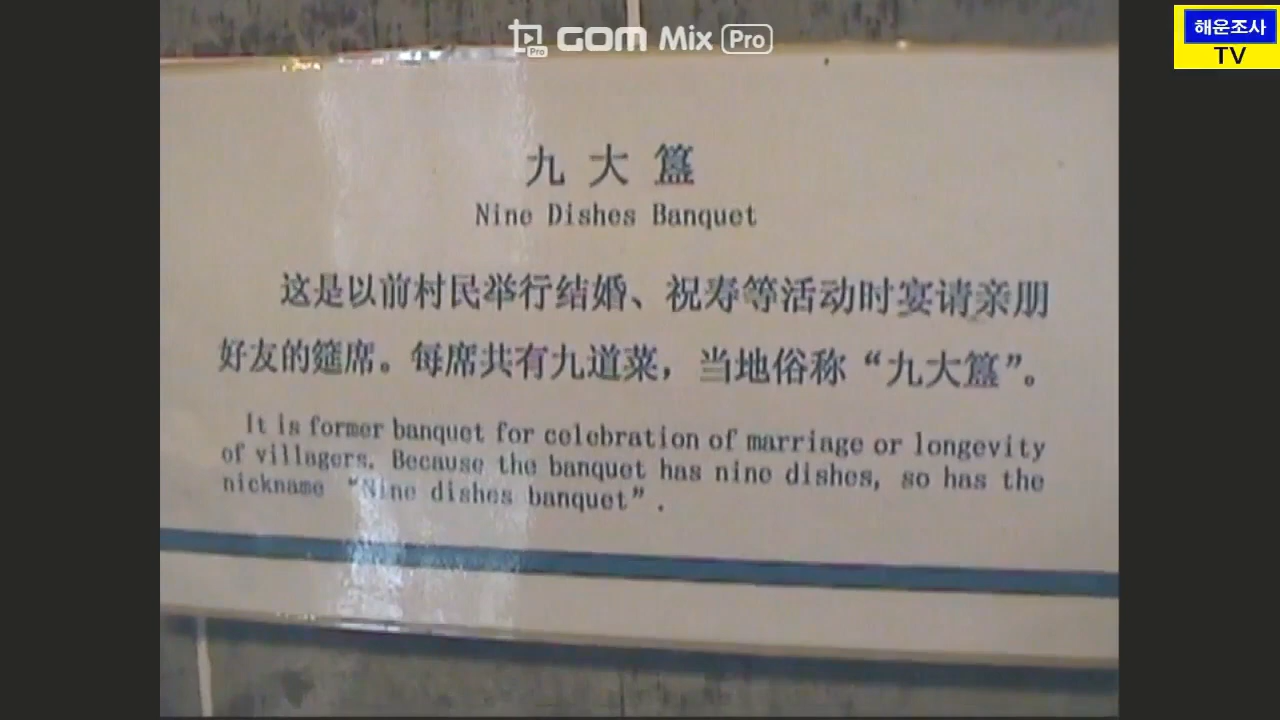 GOM Mix Pro
Pro
해운조사
TV
九大簋
Nine Dishes Banquet
这是以前村民举行结婚、祝寿等活动时宴请亲朋
好友的筵席。每席共有九道菜，当地俗称“九大簋”。
It is former banquet for celebration of marriage or longevity
of villagers. Because the banquet has nine dishes, so has the
nickname “Nine dishes banquet”.